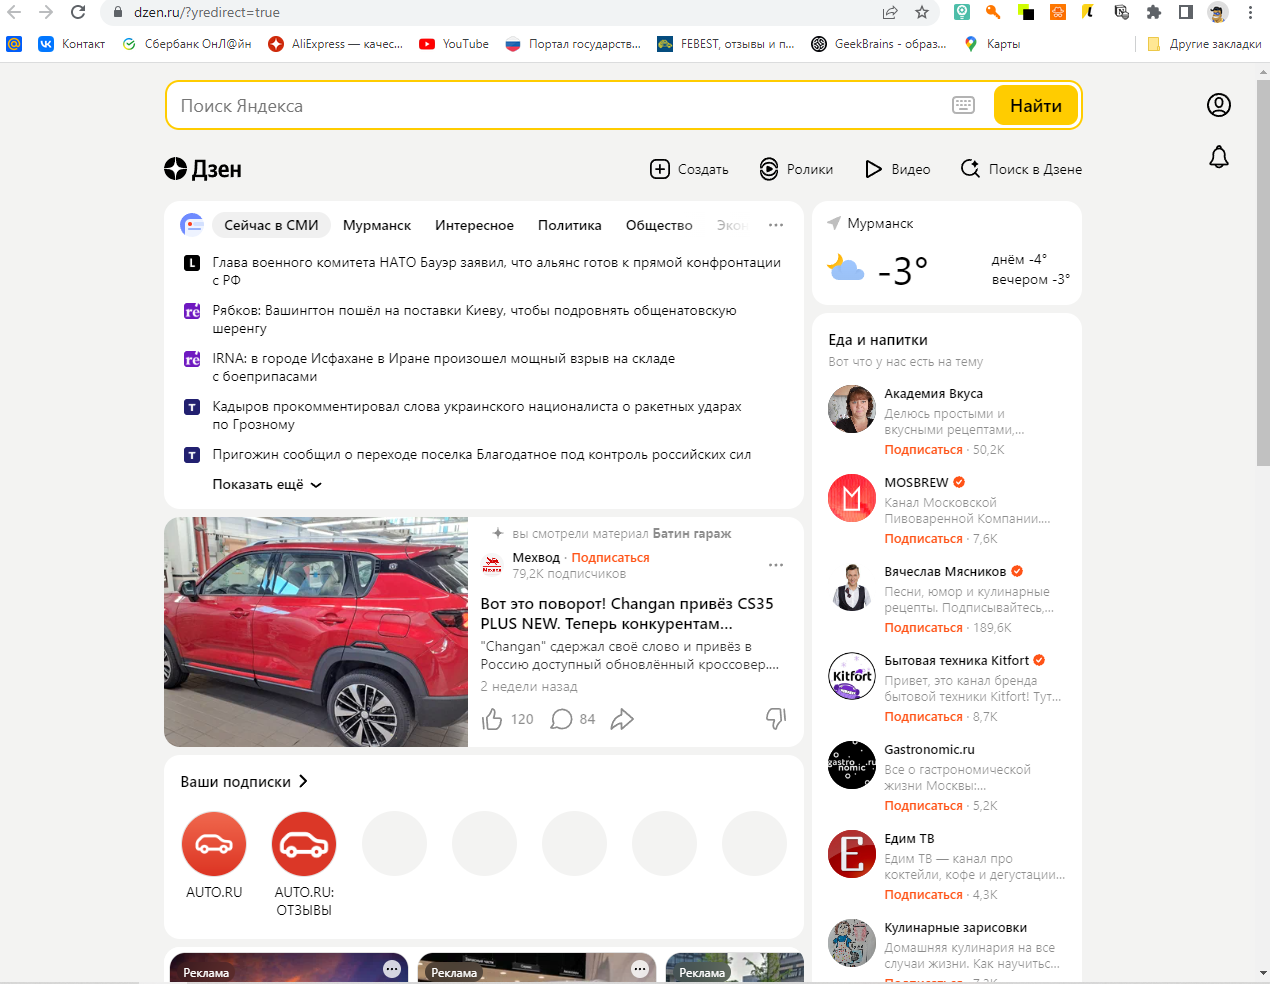 dzen.ru/?yredirect=true
Контакт
Сбербанк ОнЛ@йн
AliExpress — качес...
YouTube
Портал государств...
FEBEST, отзывы и п...
GeekBrains - образ...
Карты
Другие закладки
Поиск Яндекса
Найти
Дзен
Создать
Ролики
Видео
Поиск в Дзене
Сейчас в СМИ
Мурманск
Интересное
Политика
Общество
Экон
Глава военного комитета НАТО Бауэр заявил, что альянс готов к прямой конфронтации
с РФ
Рябков: Вашингтон пошёл на поставки Киеву, чтобы подровнять общенатовскую
шеренгу
IRNA: в городе Исфахане в Иране произошел мощный взрыв на складе
с боеприпасами
Кадыров прокомментировал слова украинского националиста о ракетных ударах
по Грозному
Пригожин сообщил о переходе поселка Благодатное под контроль российских сил
Показать ещё
Мурманск
-3°
днём -4°
вечером -3°
вы смотрели материал Батин гараж
Мехвод · Подписаться
79,2K подписчиков
Вот это поворот! Changan привёз CS35
PLUS NEW. Теперь конкурентам...
"Changan" сдержал своё слово и привёз в
Россию доступный обновлённый кроссовер....
2 недели назад
120
84
Ваши подписки
AUTO.RU
AUTO.RU:
ОТЗЫВЫ
Реклама
Реклама
Реклама
Еда и напитки
Вот что у нас есть на тему
Академия Вкуса
Делюсь простыми и
вкусными рецептами,...
Подписаться · 50,2K
MOSBREW
Канал Московской
Пивоваренной Компании....
Подписаться · 7,6K
Вячеслав Мясников
Песни, юмор и кулинарные
рецепты. Подписывайтесь,...
Подписаться · 189,6K
Kitfort
Бытовая техника Kitfort
Привет, это канал бренда
бытовой техники Kitfort! Тут...
Подписаться · 8,7K
gastro
nomic .ru
Gastronomic.ru
Все о гастрономической
жизни Москвы:...
Подписаться · 5,2K
Едим ТВ
Едим ТВ — канал про
коктейли, кофе и дегустации...
Подписаться · 4,3K
Кулинарные зарисовки
Домашняя кулинария на все
случаи жизни. Как научитьс...